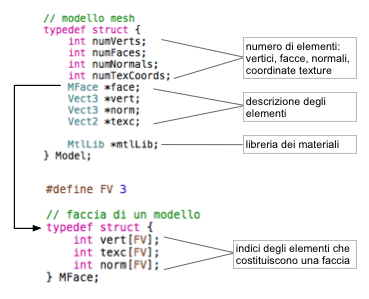 // modello mesh
typedef struct {
int numVerts;
int numFaces;
int numNormals;
int numTexCoords;
MFace *face;
Vect3 *vert;
Vect3 *norm;
Vect2 *texc;
MtlLib *mtlLib;
} Model;
numero di elementi:
vertici, facce, normali,
coordinate texture
descrizione degli
elementi
libreria dei materiali
#define FV 3
// faccia di un modello
typedef struct {
int vert[FV];
int texc[FV];
int norm[FV];
} MFace;
indici degli elementi che
costituiscono una faccia